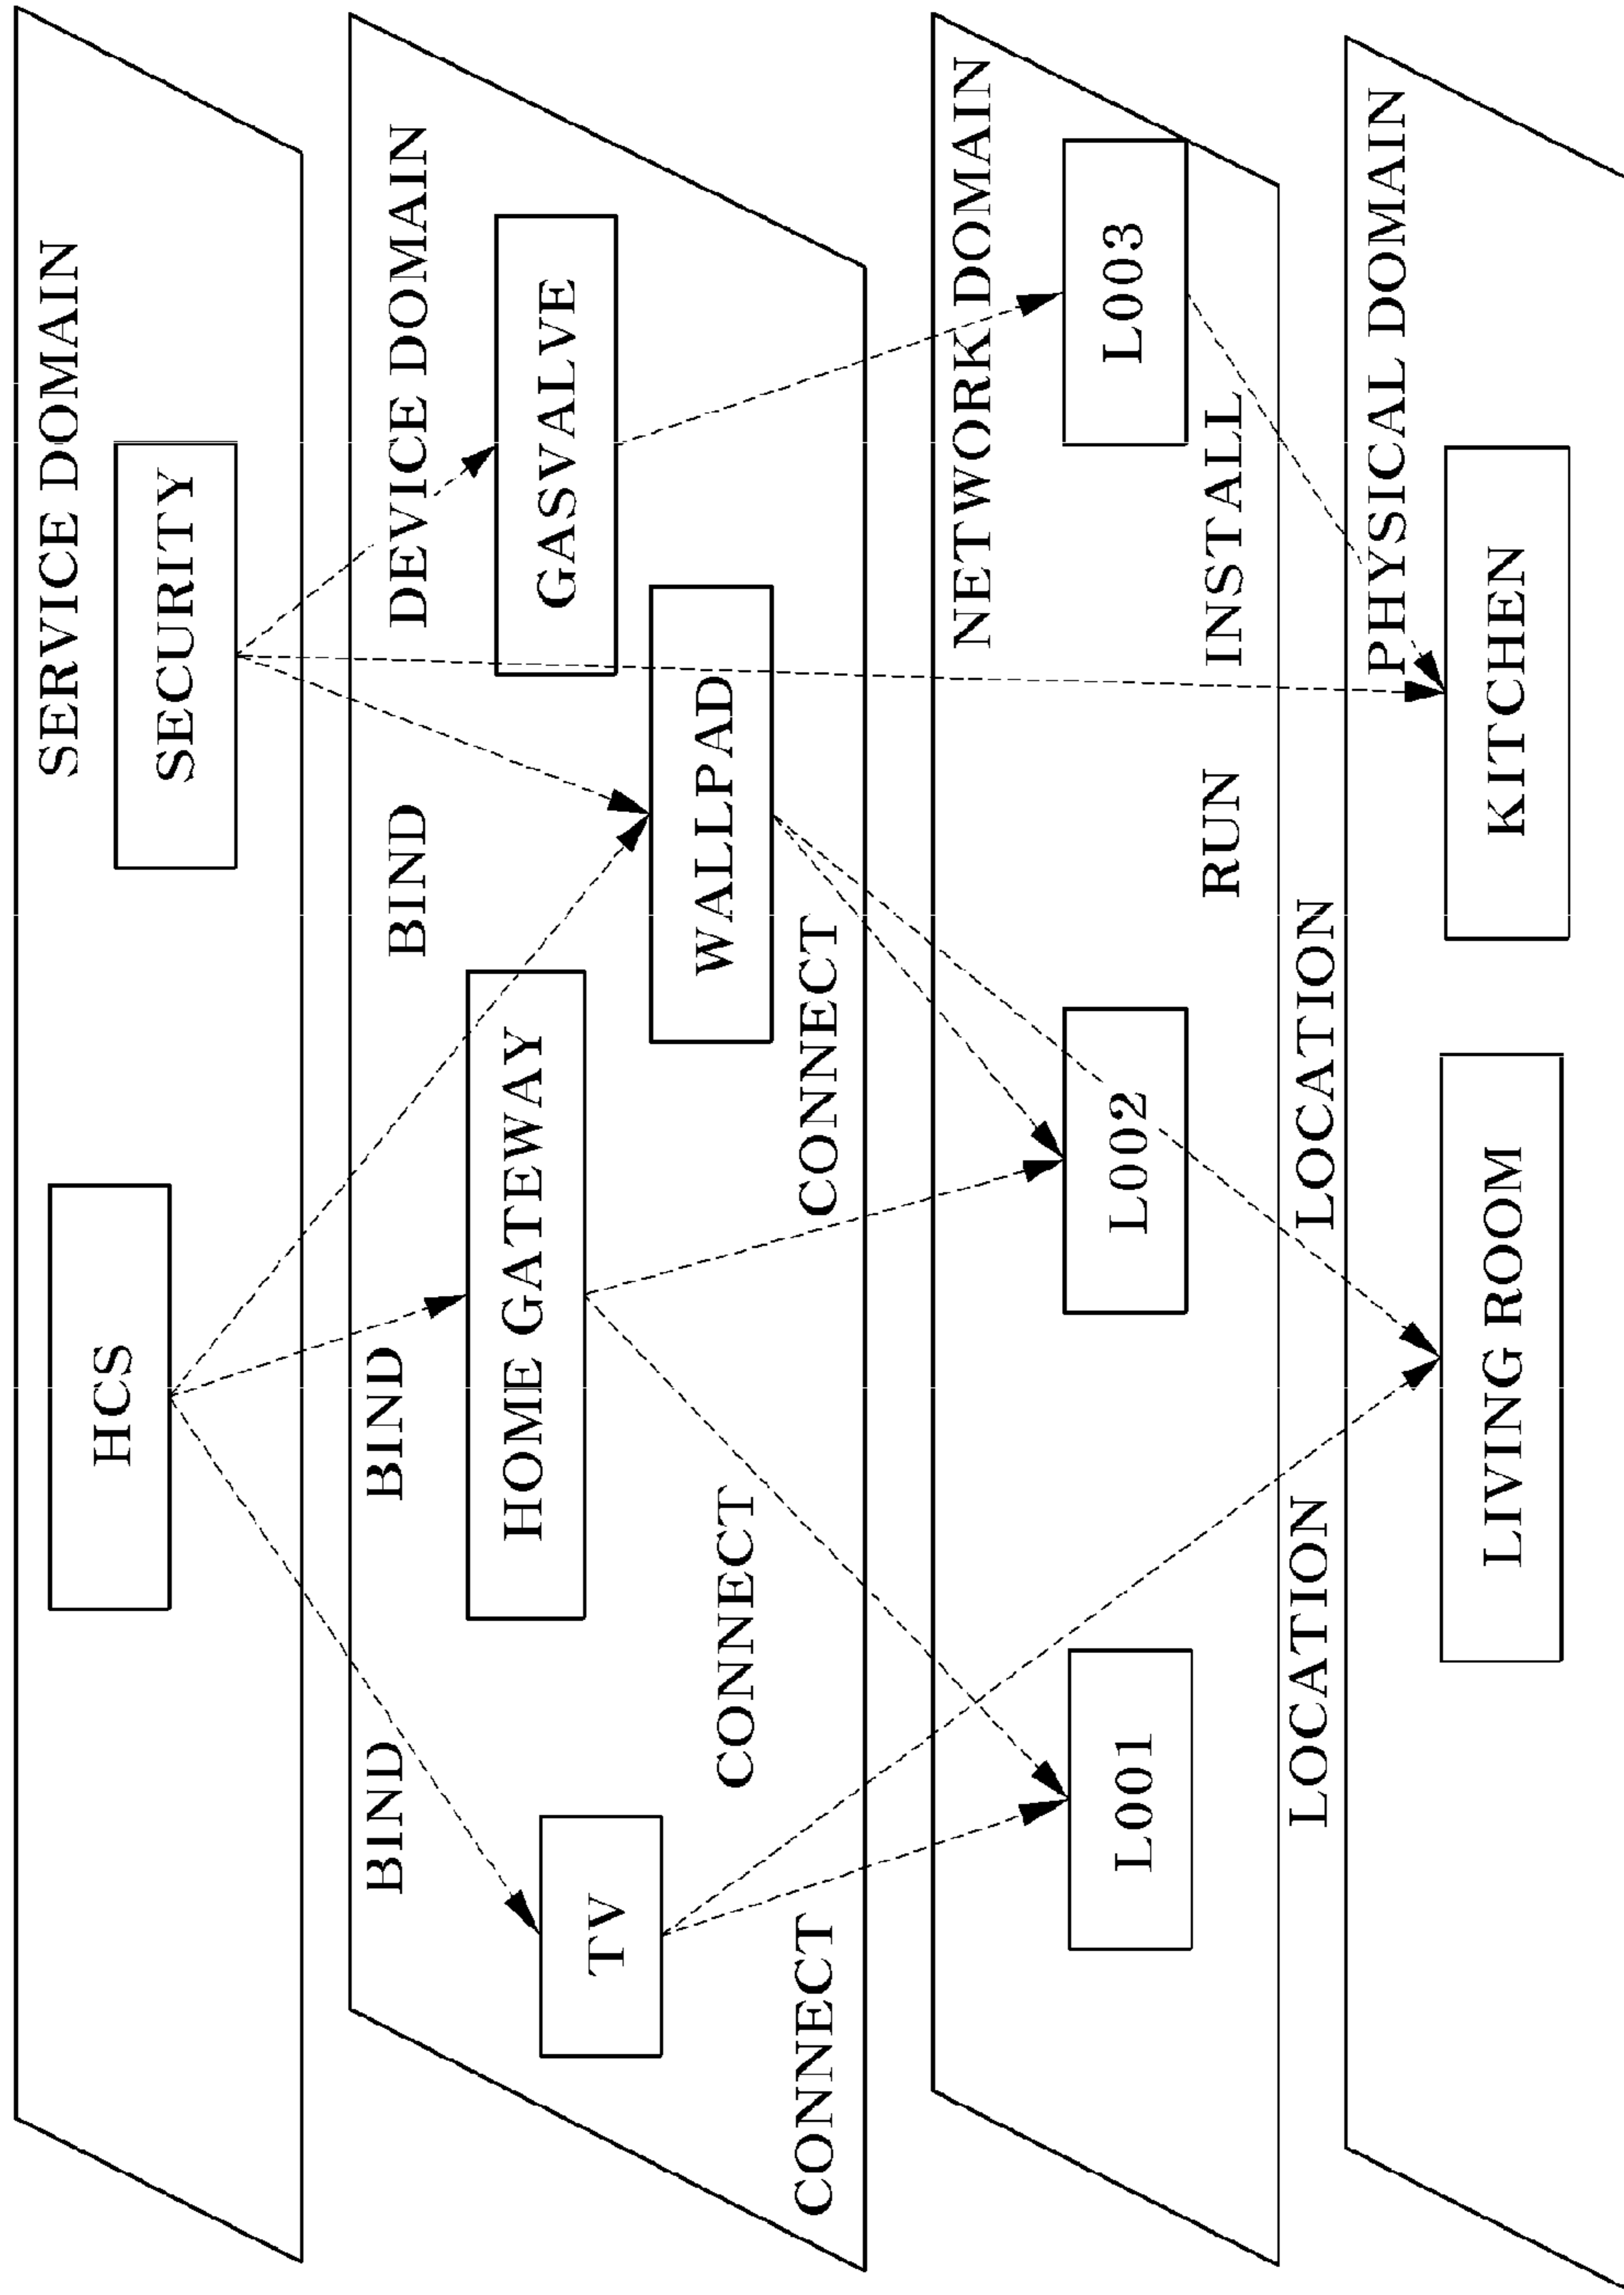 SERVICE DOMAIN
HCS
SECURITY
BIND
BIND
BIND
DEVICE DOMAIN
TV
HOME GATEWAY
GASVALVE
WALLPAD
CONNECT
CONNECT
CONNECT
NETWORK DOMAIN
L001
L002
L003
RUN
INSTALL
LOCATION
LOCATION
PHYSICAL DOMAIN
LIVING ROOM
KITCHEN